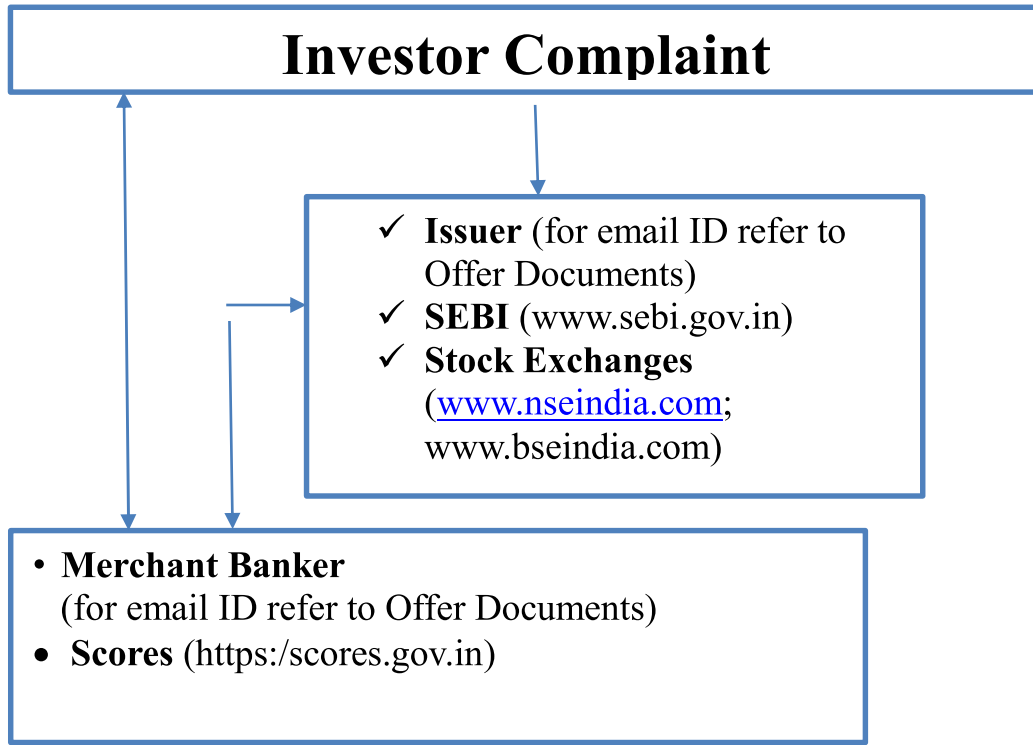 Investor Complaint
✓ Issuer (for email ID refer to
Offer Documents)
✓ SEBI (www.sebi.gov.in)
✓ Stock Exchanges
(www.nseindia.com;
www.bseindia.com)
• Merchant Banker
(for email ID refer to Offer Documents)
• Scores (https:/scores.gov.in)